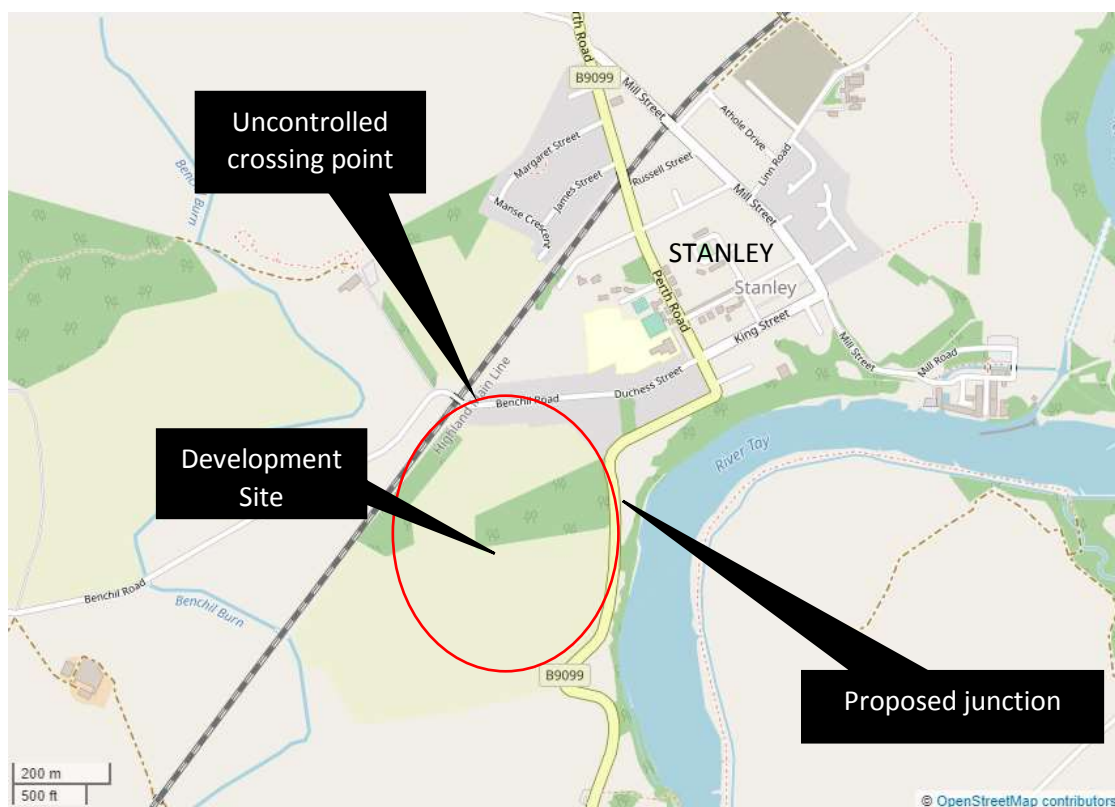 Perth Road
B9099
Mill Street
Uncontrolled
crossing point
Margaret Street
Athole Drive
Linn Road
Russell Street
James Street
Manse Crescent
Benchil Burn
Mill Street
STANLEY
Stanley
Perth Road
King Street
Mill Street
Mill Road
Highland Main Line
Duchess Street
Benchil Road
River Tay
Development
Site
Benchil Road
Benchil Burn
B9099
Proposed junction
200 m
500 ft
© OpenStreetMap contributors